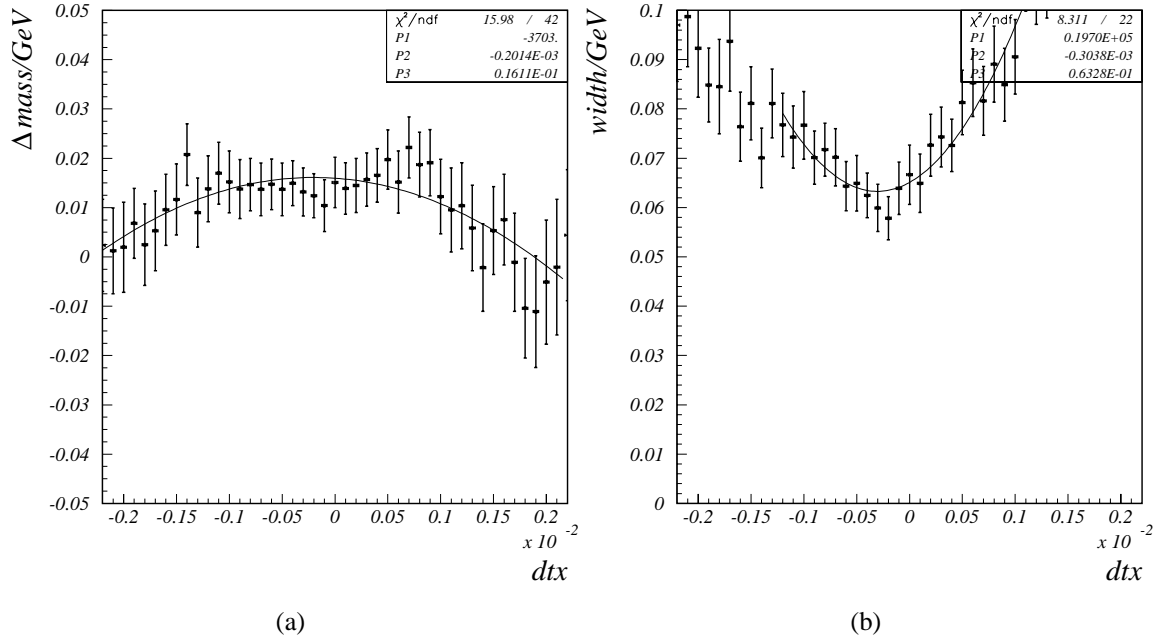 χ²/ndf 15.98 / 42
P1 -3703.
P2 -0.2014E-03
P3 0.1611E-01
Δmass/GeV
0.05
0.04
0.03
0.02
0.01
0
-0.01
-0.02
-0.03
-0.04
-0.05
-0.2 -0.15 -0.1 -0.05 0 0.05 0.1 0.15 0.2
x 10⁻²
dtx
(a)
χ²/ndf 8.311 / 22
P1 0.1970E+05
P2 -0.3038E-03
P3 0.6328E-01
width/GeV
0.1
0.09
0.08
0.07
0.06
0.05
0.04
0.03
0.02
0.01
0
-0.2 -0.15 -0.1 -0.05 0 0.05 0.1 0.15 0.2
x 10⁻²
dtx
(b)